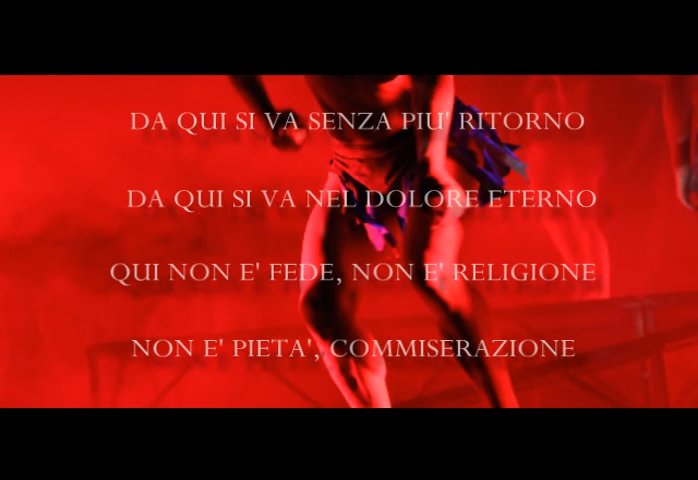 DA QUI SI VA SENZA PIU' RITORNO
DA QUI SI VA NEL DOLORE ETERNO
QUI NON E' FEDE, NON E' RELIGIONE
NON E' PIETA', COMMISERAZIONE